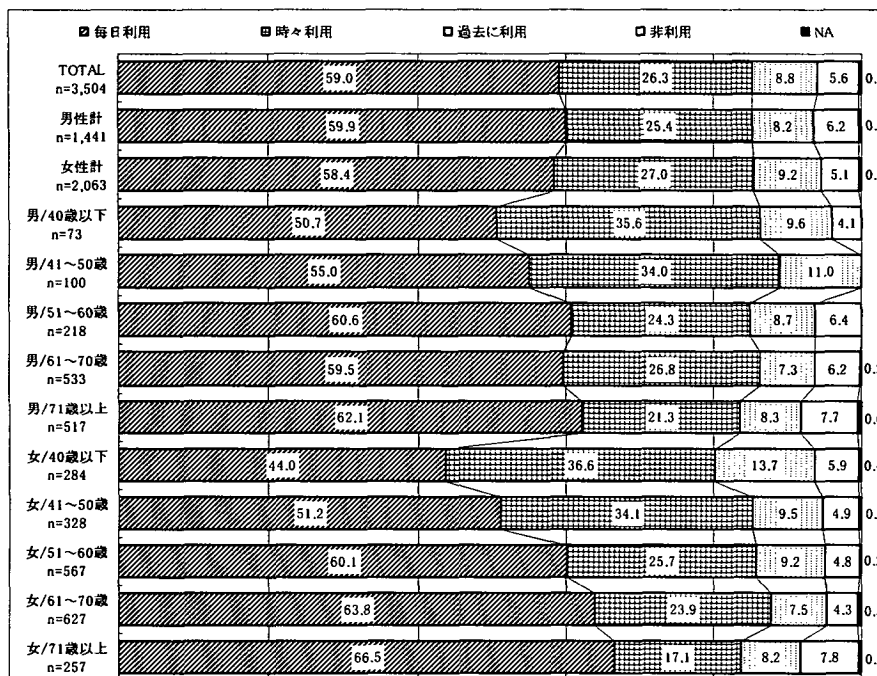 毎日利用 時々利用 過去に利用 非利用 NA
TOTAL
n=3,504
59.0 26.3 8.8 5.6 0.
男性計
n=1,441
59.9 25.4 8.2 6.2 0.
女性計
n=2,063
58.4 27.0 9.2 5.1 0.
男/40歳以下
n=73
50.7 35.6 9.6 4.1
男/41～50歳
n=100
55.0 34.0 11.0
男/51～60歳
n=218
60.6 24.3 8.7 6.4
男/61～70歳
n=533
59.5 26.8 7.3 6.2 0.
男/71歳以上
n=517
62.1 21.3 8.3 7.7 0.
女/40歳以下
n=284
44.0 36.6 13.7 5.9 0.
女/41～50歳
n=328
51.2 34.1 9.5 4.9 0.
女/51～60歳
n=567
60.1 25.7 9.2 4.8 0.
女/61～70歳
n=627
63.8 23.9 7.5 4.3 0.
女/71歳以上
n=257
66.5 17.1 8.2 7.8 0.